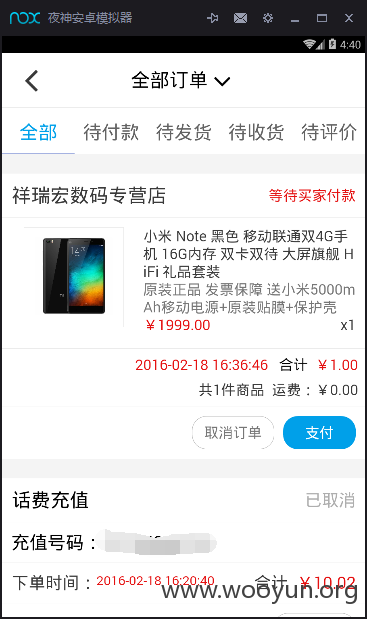 nox 夜神安卓模拟器
4:40
全部订单
全部 待付款 待发货 待收货 待评价
祥瑞宏数码专营店 等待买家付款
小米 Note 黑色 移动联通双4G手
机 16G内存 双卡双待 大屏旗舰 H
iFi 礼品套装
原装正品 发票保障 送小米5000m
Ah移动电源+原装贴膜+保护壳
￥1999.00 x1
2016-02-18 16:36:46 合计 ￥1.00
共1件商品 运费：￥0.00
取消订单 支付
话费充值 已取消
充值号码：
下单时间：2016-02-18 16:20:40 合计 ￥10.02
www.wooyun.org